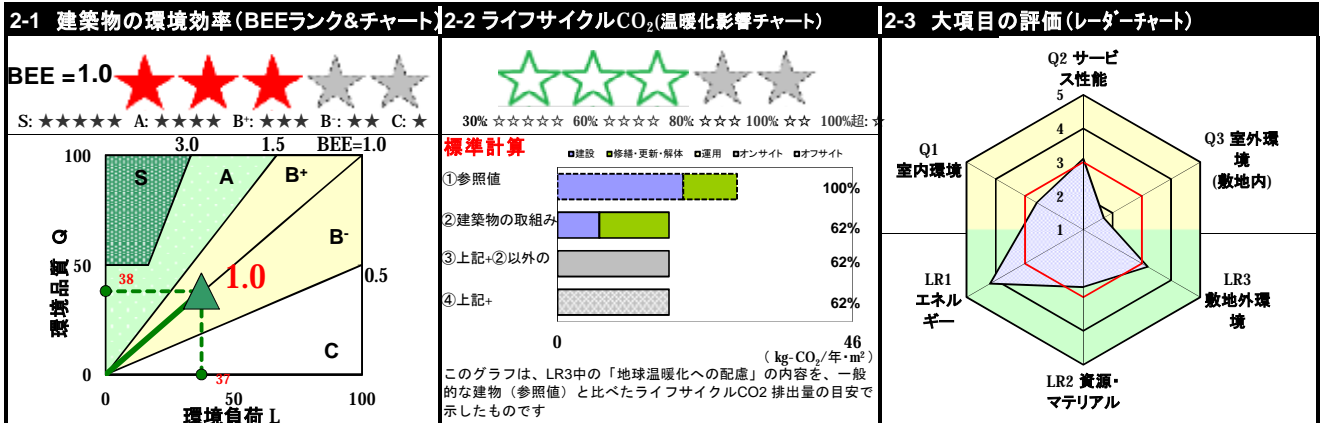 2-1 建築物の環境効率（BEEランク&チャート）
BEE = 1.0
S: ★★★★★ A: ★★★★ B⁺: ★★★ B⁻: ★★ C: ★
3.0 1.5 BEE=1.0
100
S
A
B⁺
B⁻
50
38
1.0
0.5
C
0
37
0 50 100
環境品質 Q
環境負荷 L
2-2 ライフサイクルCO₂(温暖化影響チャート)
30% ☆☆☆☆☆ 60% ☆☆☆☆ 80% ☆☆☆ 100% ☆☆ 100%超: ☆
標準計算
■建設 ■修繕・更新・解体 ■運用 ■オンサイト ■オフサイト
①参照値 100%
②建築物の取組み 62%
③上記+②以外の 62%
④上記+ 62%
0 46
( kg-CO₂/年・m² )
このグラフは、LR3中の「地球温暖化への配慮」の内容を、一般
的な建物（参照値）と比べたライフサイクルCO2 排出量の目安で
示したものです
2-3 大項目の評価（レーダーチャート）
Q2 サービ
ス性能
5
4
3
2
1
Q1
室内環境
Q3 室外環
境
(敷地内)
LR1
エネル
ギー
LR3
敷地外環
境
LR2 資源・
マテリアル